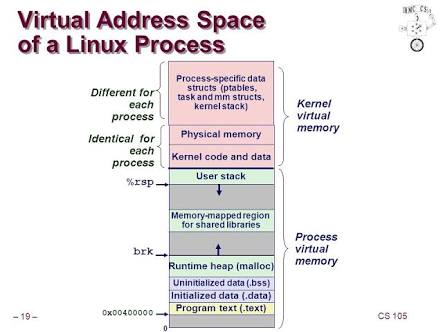 Virtual Address Space
of a Linux Process
Different for
each
process
Identical for
each
process
%rsp
brk
0x00400000
0
Process-specific data
structs (ptables,
task and mm structs,
kernel stack)
Physical memory
Kernel code and data
User stack
Memory-mapped region
for shared libraries
Runtime heap (malloc)
Uninitialized data (.bss)
Initialized data (.data)
Program text (.text)
Kernel
virtual
memory
Process
virtual
memory
– 19 –
CS 105